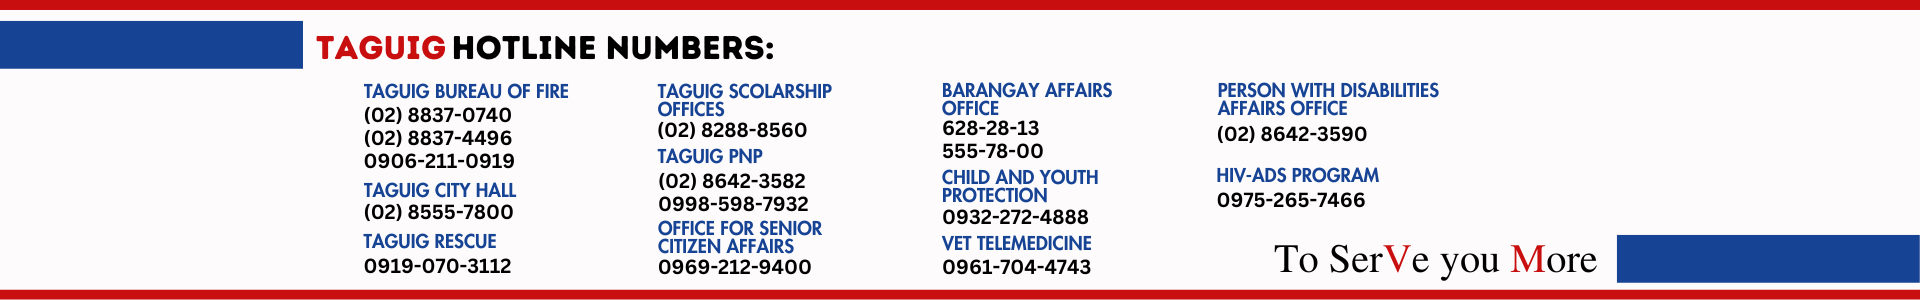 TAGUIG HOTLINE NUMBERS:
TAGUIG BUREAU OF FIRE
(02) 8837-0740
(02) 8837-4496
0906-211-0919
TAGUIG CITY HALL
(02) 8555-7800
TAGUIG RESCUE
0919-070-3112
TAGUIG SCOLARSHIP
OFFICES
(02) 8288-8560
TAGUIG PNP
(02) 8642-3582
0998-598-7932
OFFICE FOR SENIOR
CITIZEN AFFAIRS
0969-212-9400
BARANGAY AFFAIRS
OFFICE
628-28-13
555-78-00
CHILD AND YOUTH
PROTECTION
0932-272-4888
VET TELEMEDICINE
0961-704-4743
PERSON WITH DISABILITIES
AFFAIRS OFFICE
(02) 8642-3590
HIV-ADS PROGRAM
0975-265-7466
To SerVe you More